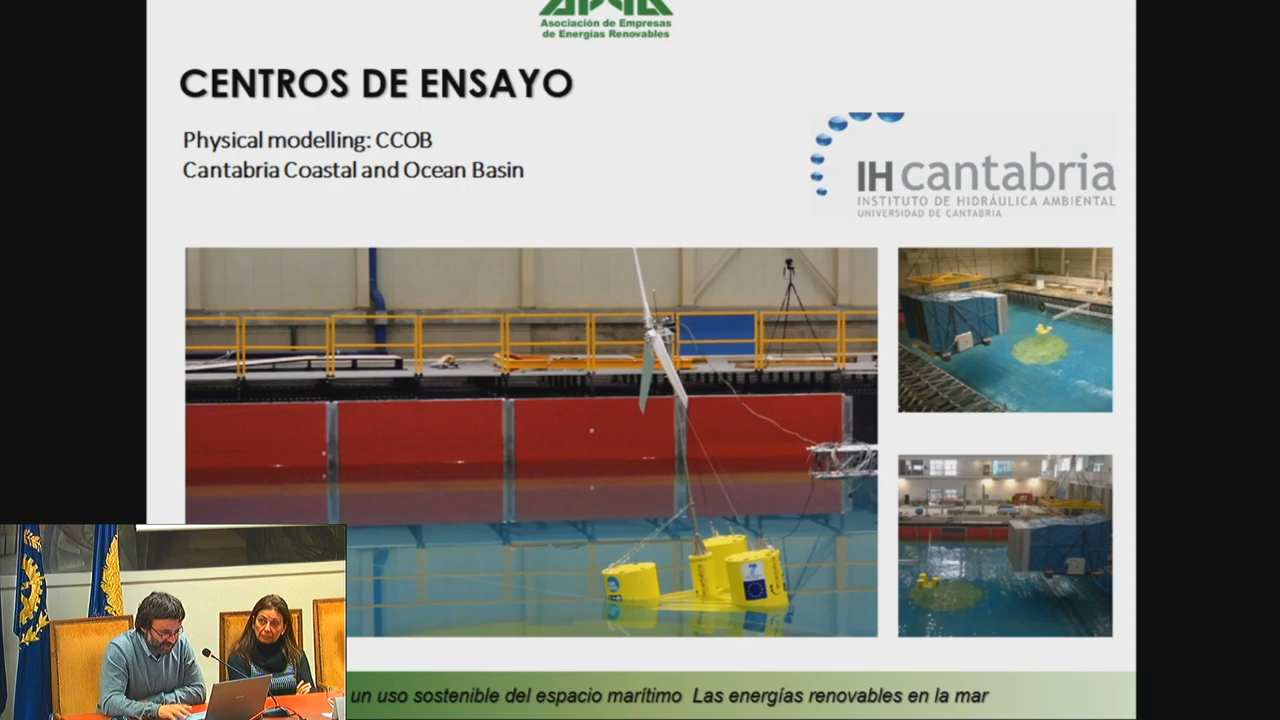 Asociación de Empresas
de Energías Renovables
CENTROS DE ENSAYO
Physical modelling: CCOB
Cantabria Coastal and Ocean Basin
IH cantabria
INSTITUTO DE HIDRÁULICA AMBIENTAL
UNIVERSIDAD DE CANTABRIA
un uso sostenible del espacio marítimo Las energías renovables en la mar